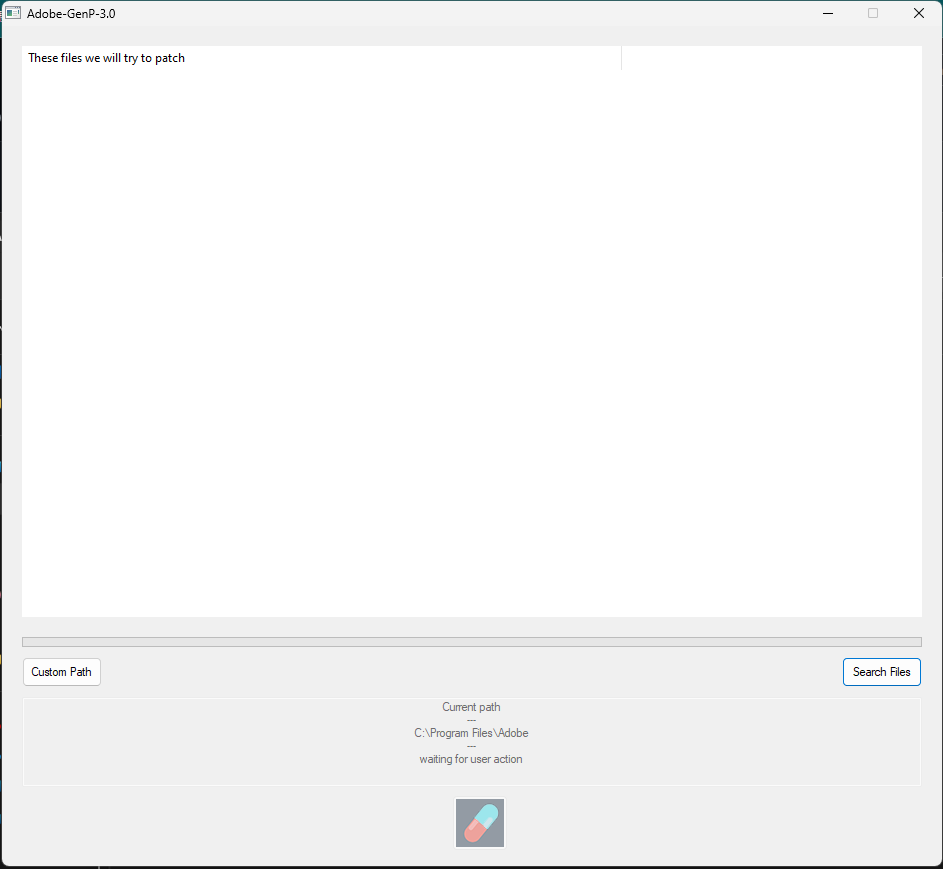 Adobe-GenP-3.0
These files we will try to patch
Custom Path
Search Files
Current path
---
C:\Program Files\Adobe
---
waiting for user action